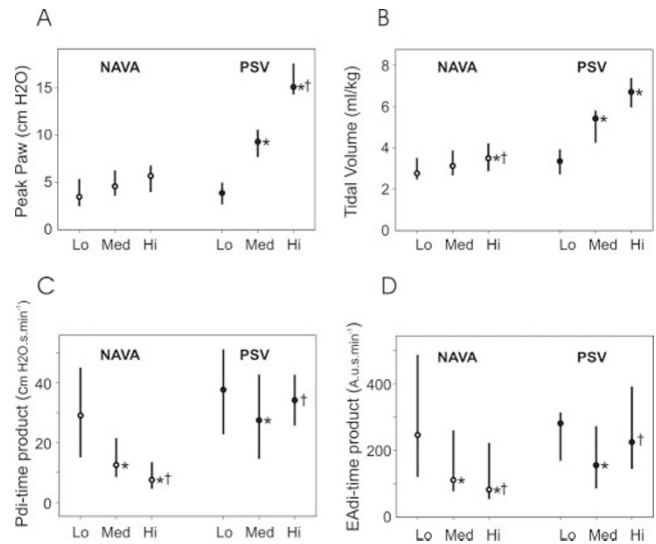 A
Peak Paw (cm H2O)
15
10
5
0
NAVA
PSV
*†
*
Lo Med Hi Lo Med Hi
B
Tidal Volume (ml/kg)
8
6
4
2
0
NAVA
PSV
*
*
*†
Lo Med Hi Lo Med Hi
C
Pdi-time product (Cm H2O.s.min⁻¹)
40
20
0
NAVA
PSV
*
*†
*
†
Lo Med Hi Lo Med Hi
D
EAdi-time product (A.u.s.min⁻¹)
400
200
0
NAVA
PSV
*
*†
*
†
Lo Med Hi Lo Med Hi